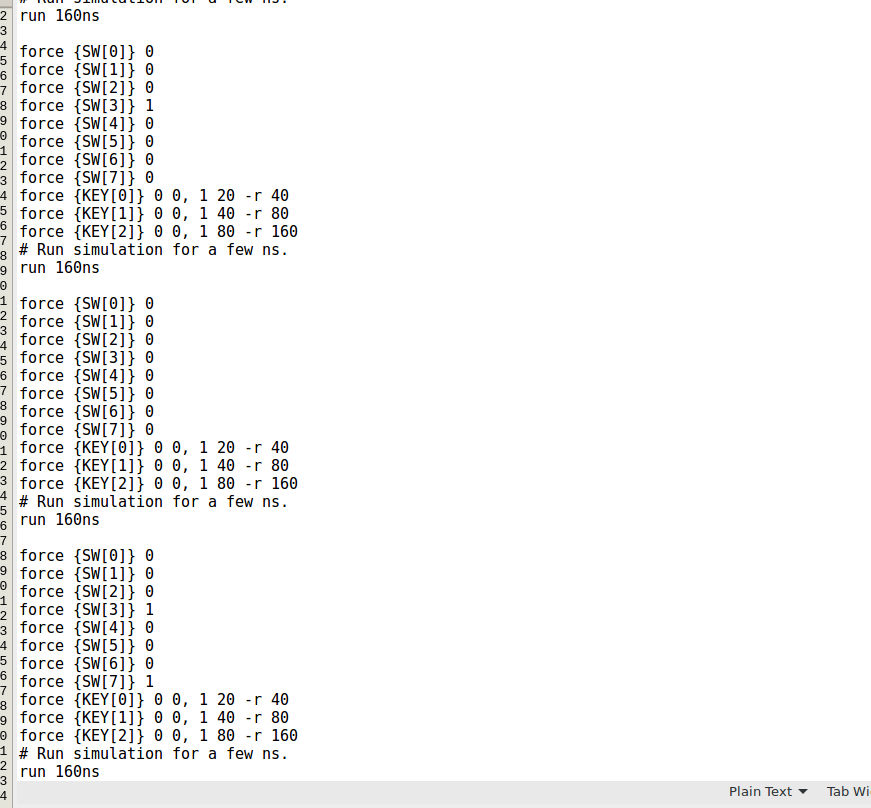 run 160ns
force {SW[0]} 0
force {SW[1]} 0
force {SW[2]} 0
force {SW[3]} 1
force {SW[4]} 0
force {SW[5]} 0
force {SW[6]} 0
force {SW[7]} 0
force {KEY[0]} 0 0, 1 20 -r 40
force {KEY[1]} 0 0, 1 40 -r 80
force {KEY[2]} 0 0, 1 80 -r 160
# Run simulation for a few ns.
run 160ns
force {SW[0]} 0
force {SW[1]} 0
force {SW[2]} 0
force {SW[3]} 0
force {SW[4]} 0
force {SW[5]} 0
force {SW[6]} 0
force {SW[7]} 0
force {KEY[0]} 0 0, 1 20 -r 40
force {KEY[1]} 0 0, 1 40 -r 80
force {KEY[2]} 0 0, 1 80 -r 160
# Run simulation for a few ns.
run 160ns
force {SW[0]} 0
force {SW[1]} 0
force {SW[2]} 0
force {SW[3]} 1
force {SW[4]} 0
force {SW[5]} 0
force {SW[6]} 0
force {SW[7]} 1
force {KEY[0]} 0 0, 1 20 -r 40
force {KEY[1]} 0 0, 1 40 -r 80
force {KEY[2]} 0 0, 1 80 -r 160
# Run simulation for a few ns.
run 160ns
Plain Text Tab